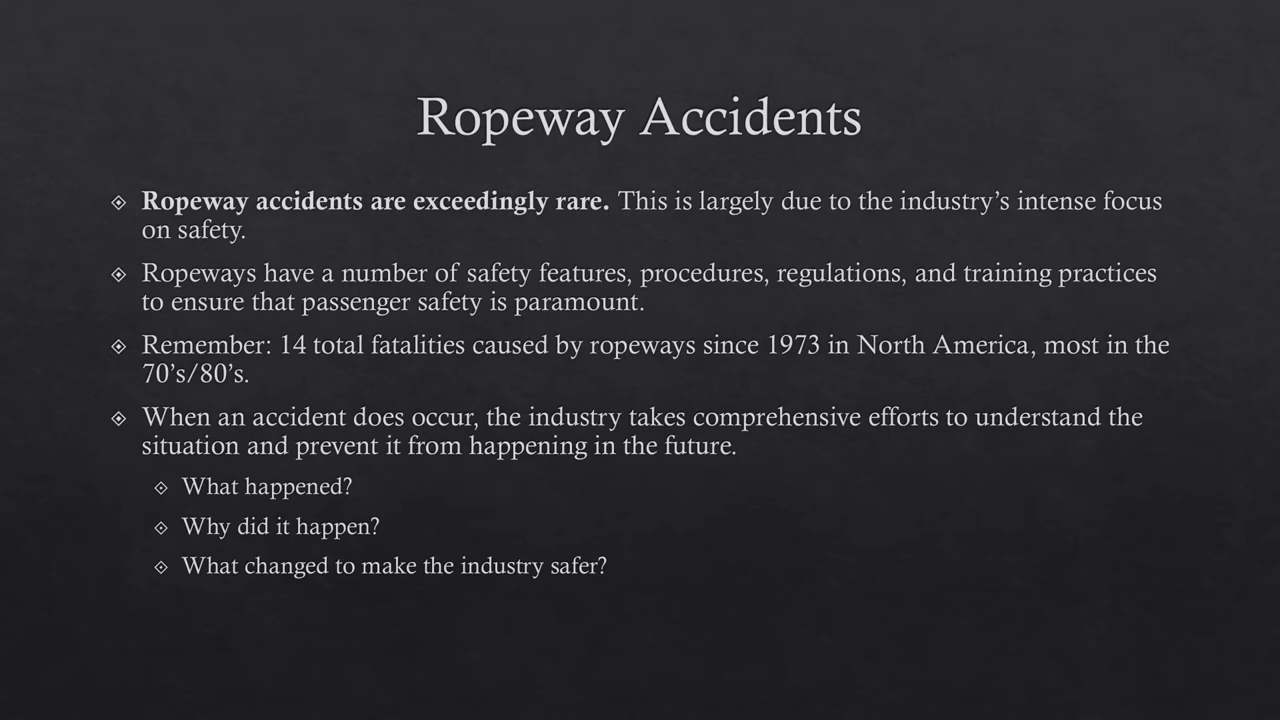 Ropeway Accidents
Ropeway accidents are exceedingly rare. This is largely due to the industry’s intense focus
on safety.
Ropeways have a number of safety features, procedures, regulations, and training practices
to ensure that passenger safety is paramount.
Remember: 14 total fatalities caused by ropeways since 1973 in North America, most in the
70’s/80’s.
When an accident does occur, the industry takes comprehensive efforts to understand the
situation and prevent it from happening in the future.
What happened?
Why did it happen?
What changed to make the industry safer?